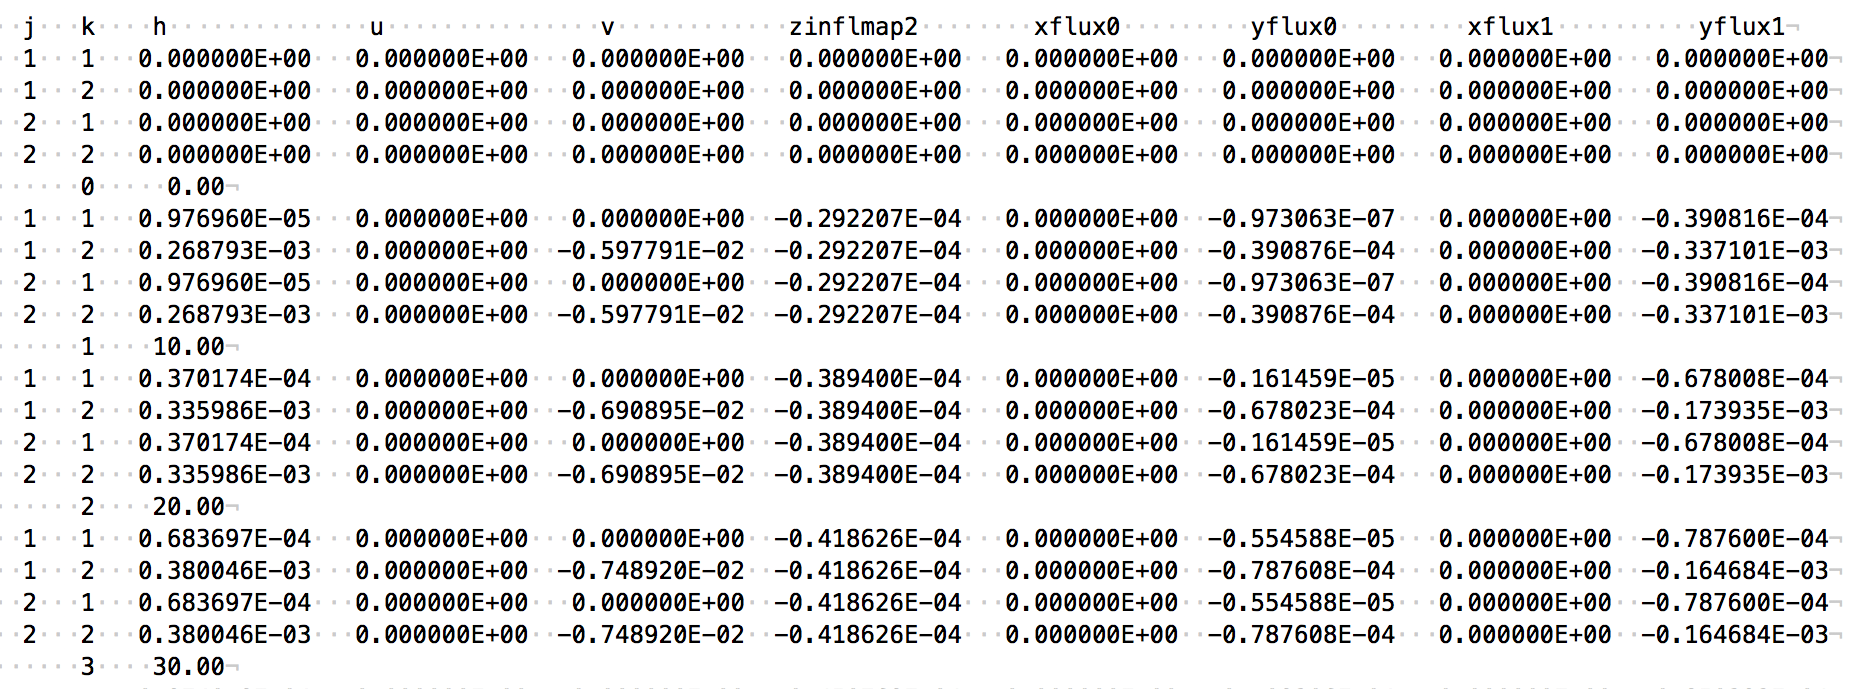 j k h u v zinflmap2 xflux0 yflux0 xflux1 yflux1
1 1 0.000000E+00 0.000000E+00 0.000000E+00 0.000000E+00 0.000000E+00 0.000000E+00 0.000000E+00 0.000000E+00
1 2 0.000000E+00 0.000000E+00 0.000000E+00 0.000000E+00 0.000000E+00 0.000000E+00 0.000000E+00 0.000000E+00
2 1 0.000000E+00 0.000000E+00 0.000000E+00 0.000000E+00 0.000000E+00 0.000000E+00 0.000000E+00 0.000000E+00
2 2 0.000000E+00 0.000000E+00 0.000000E+00 0.000000E+00 0.000000E+00 0.000000E+00 0.000000E+00 0.000000E+00
0 0.00
1 1 0.976960E-05 0.000000E+00 0.000000E+00 -0.292207E-04 0.000000E+00 -0.973063E-07 0.000000E+00 -0.390816E-04
1 2 0.268793E-03 0.000000E+00 -0.597791E-02 -0.292207E-04 0.000000E+00 -0.390876E-04 0.000000E+00 -0.337101E-03
2 1 0.976960E-05 0.000000E+00 0.000000E+00 -0.292207E-04 0.000000E+00 -0.973063E-07 0.000000E+00 -0.390816E-04
2 2 0.268793E-03 0.000000E+00 -0.597791E-02 -0.292207E-04 0.000000E+00 -0.390876E-04 0.000000E+00 -0.337101E-03
1 10.00
1 1 0.370174E-04 0.000000E+00 0.000000E+00 -0.389400E-04 0.000000E+00 -0.161459E-05 0.000000E+00 -0.678008E-04
1 2 0.335986E-03 0.000000E+00 -0.690895E-02 -0.389400E-04 0.000000E+00 -0.678023E-04 0.000000E+00 -0.173935E-03
2 1 0.370174E-04 0.000000E+00 0.000000E+00 -0.389400E-04 0.000000E+00 -0.161459E-05 0.000000E+00 -0.678008E-04
2 2 0.335986E-03 0.000000E+00 -0.690895E-02 -0.389400E-04 0.000000E+00 -0.678023E-04 0.000000E+00 -0.173935E-03
2 20.00
1 1 0.683697E-04 0.000000E+00 0.000000E+00 -0.418626E-04 0.000000E+00 -0.554588E-05 0.000000E+00 -0.787600E-04
1 2 0.380046E-03 0.000000E+00 -0.748920E-02 -0.418626E-04 0.000000E+00 -0.787608E-04 0.000000E+00 -0.164684E-03
2 1 0.683697E-04 0.000000E+00 0.000000E+00 -0.418626E-04 0.000000E+00 -0.554588E-05 0.000000E+00 -0.787600E-04
2 2 0.380046E-03 0.000000E+00 -0.748920E-02 -0.418626E-04 0.000000E+00 -0.787608E-04 0.000000E+00 -0.164684E-03
3 30.00